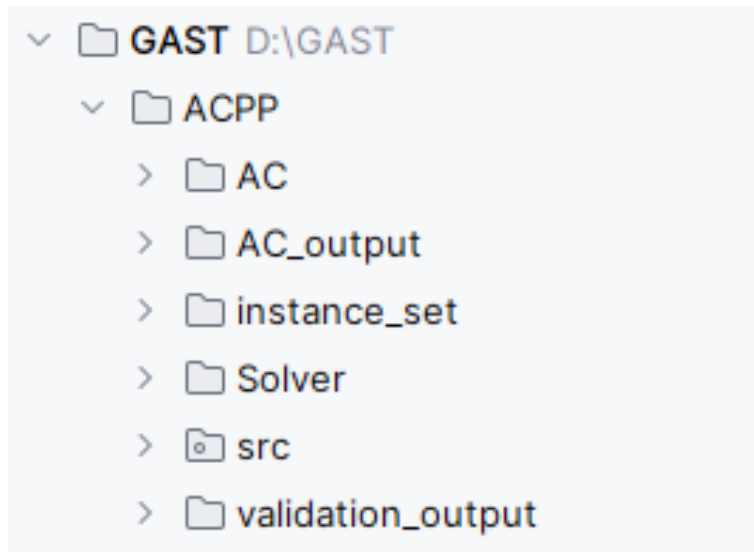 GAST D:\GAST
ACPP
AC
AC_output
instance_set
Solver
src
validation_output